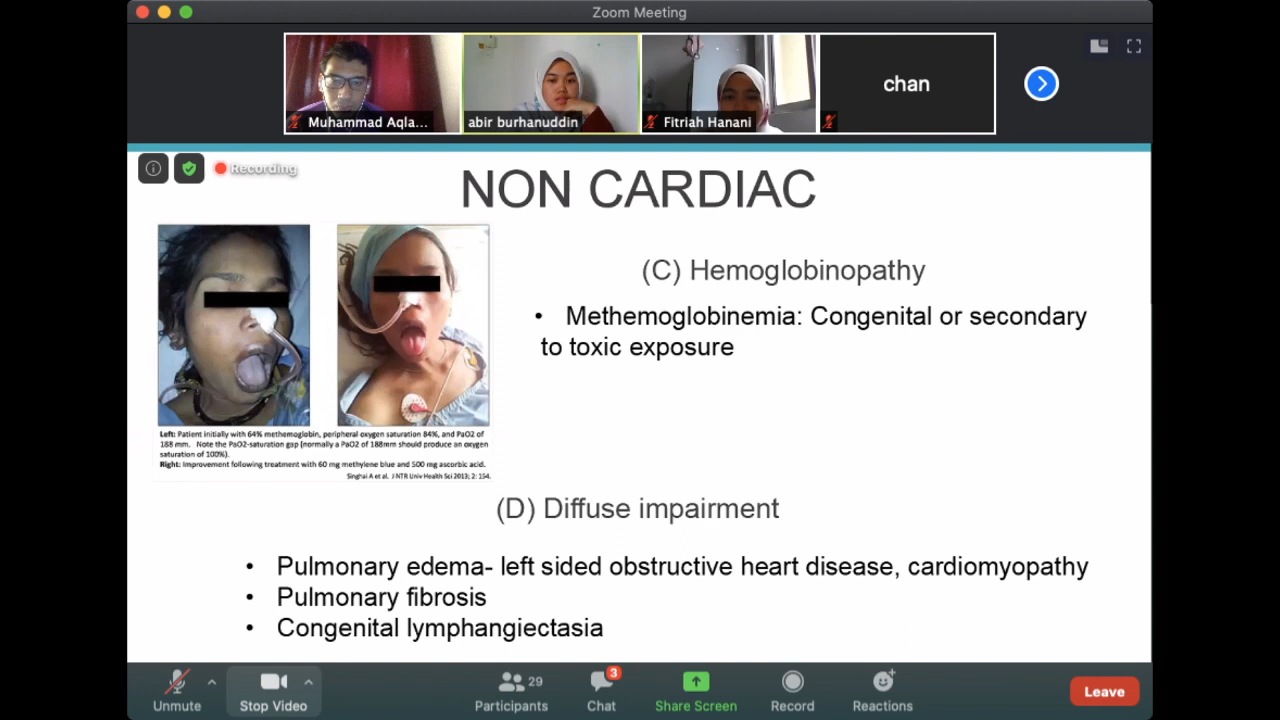 Zoom Meeting
Muhammad Aqla...
abir burhanuddin
Fitriah Hanani
chan
Recording
NON CARDIAC
(C) Hemoglobinopathy
• Methemoglobinemia: Congenital or secondary
to toxic exposure
Left: Patient initially with 64% methemoglobin, peripheral oxygen saturation 84%, and PaO2 of
188 mm. Note the PaO2-saturation gap (normally a PaO2 of 188mm should produce an oxygen
saturation of 100%).
Right: Improvement following treatment with 60 mg methylene blue and 500 mg ascorbic acid.
Singhai A et al. J NTR Univ Health Sci 2013; 2: 154.
(D) Diffuse impairment
• Pulmonary edema- left sided obstructive heart disease, cardiomyopathy
• Pulmonary fibrosis
• Congenital lymphangiectasia
Unmute
Stop Video
29
Participants
3
Chat
Share Screen
Record
Reactions
Leave